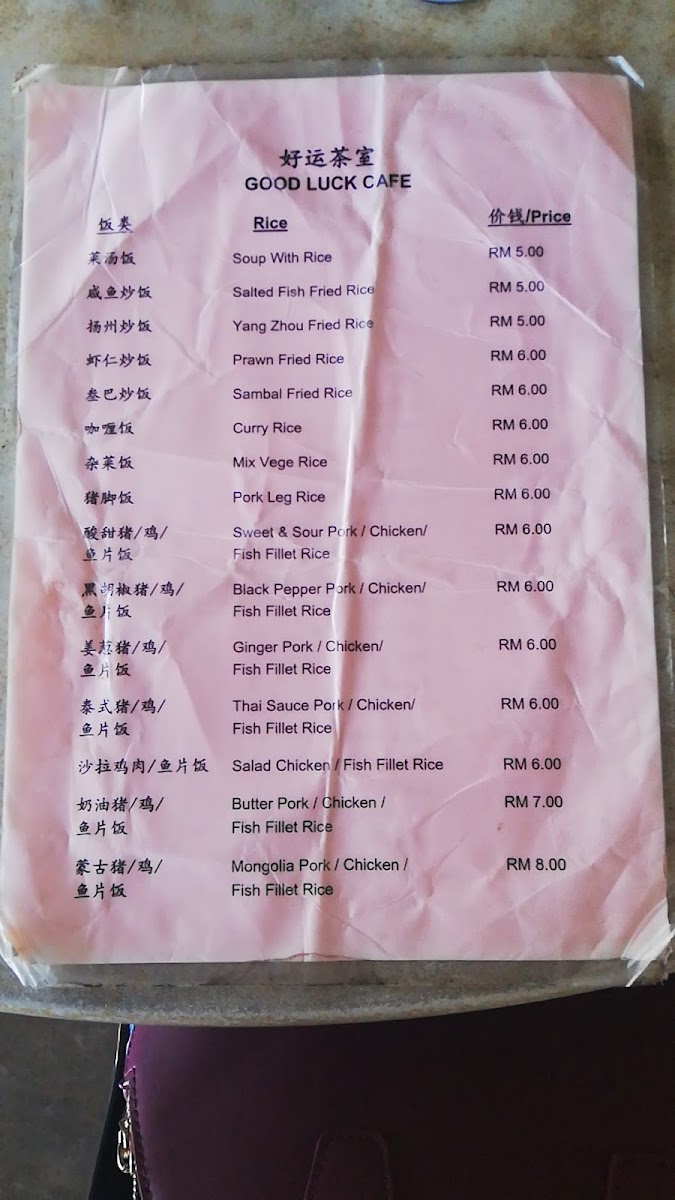 好运茶室
GOOD LUCK CAFE
饭类 Rice 价钱/Price
菜汤饭 Soup With Rice RM 5.00
咸鱼炒饭 Salted Fish Fried Rice RM 5.00
扬州炒饭 Yang Zhou Fried Rice RM 5.00
虾仁炒饭 Prawn Fried Rice RM 6.00
叁巴炒饭 Sambal Fried Rice RM 6.00
咖喱饭 Curry Rice RM 6.00
杂菜饭 Mix Vege Rice RM 6.00
猪脚饭 Pork Leg Rice RM 6.00
酸甜猪/鸡/ Sweet & Sour Pork / Chicken/ RM 6.00
鱼片饭 Fish Fillet Rice
黑胡椒猪/鸡/ Black Pepper Pork / Chicken/ RM 6.00
鱼片饭 Fish Fillet Rice
姜葱猪/鸡/ Ginger Pork / Chicken/ RM 6.00
鱼片饭 Fish Fillet Rice
泰式猪/鸡/ Thai Sauce Pork / Chicken/ RM 6.00
鱼片饭 Fish Fillet Rice
沙拉鸡肉/鱼片饭 Salad Chicken / Fish Fillet Rice RM 6.00
奶油猪/鸡/ Butter Pork / Chicken / RM 7.00
鱼片饭 Fish Fillet Rice
蒙古猪/鸡/ Mongolia Pork / Chicken / RM 8.00
鱼片饭 Fish Fillet Rice